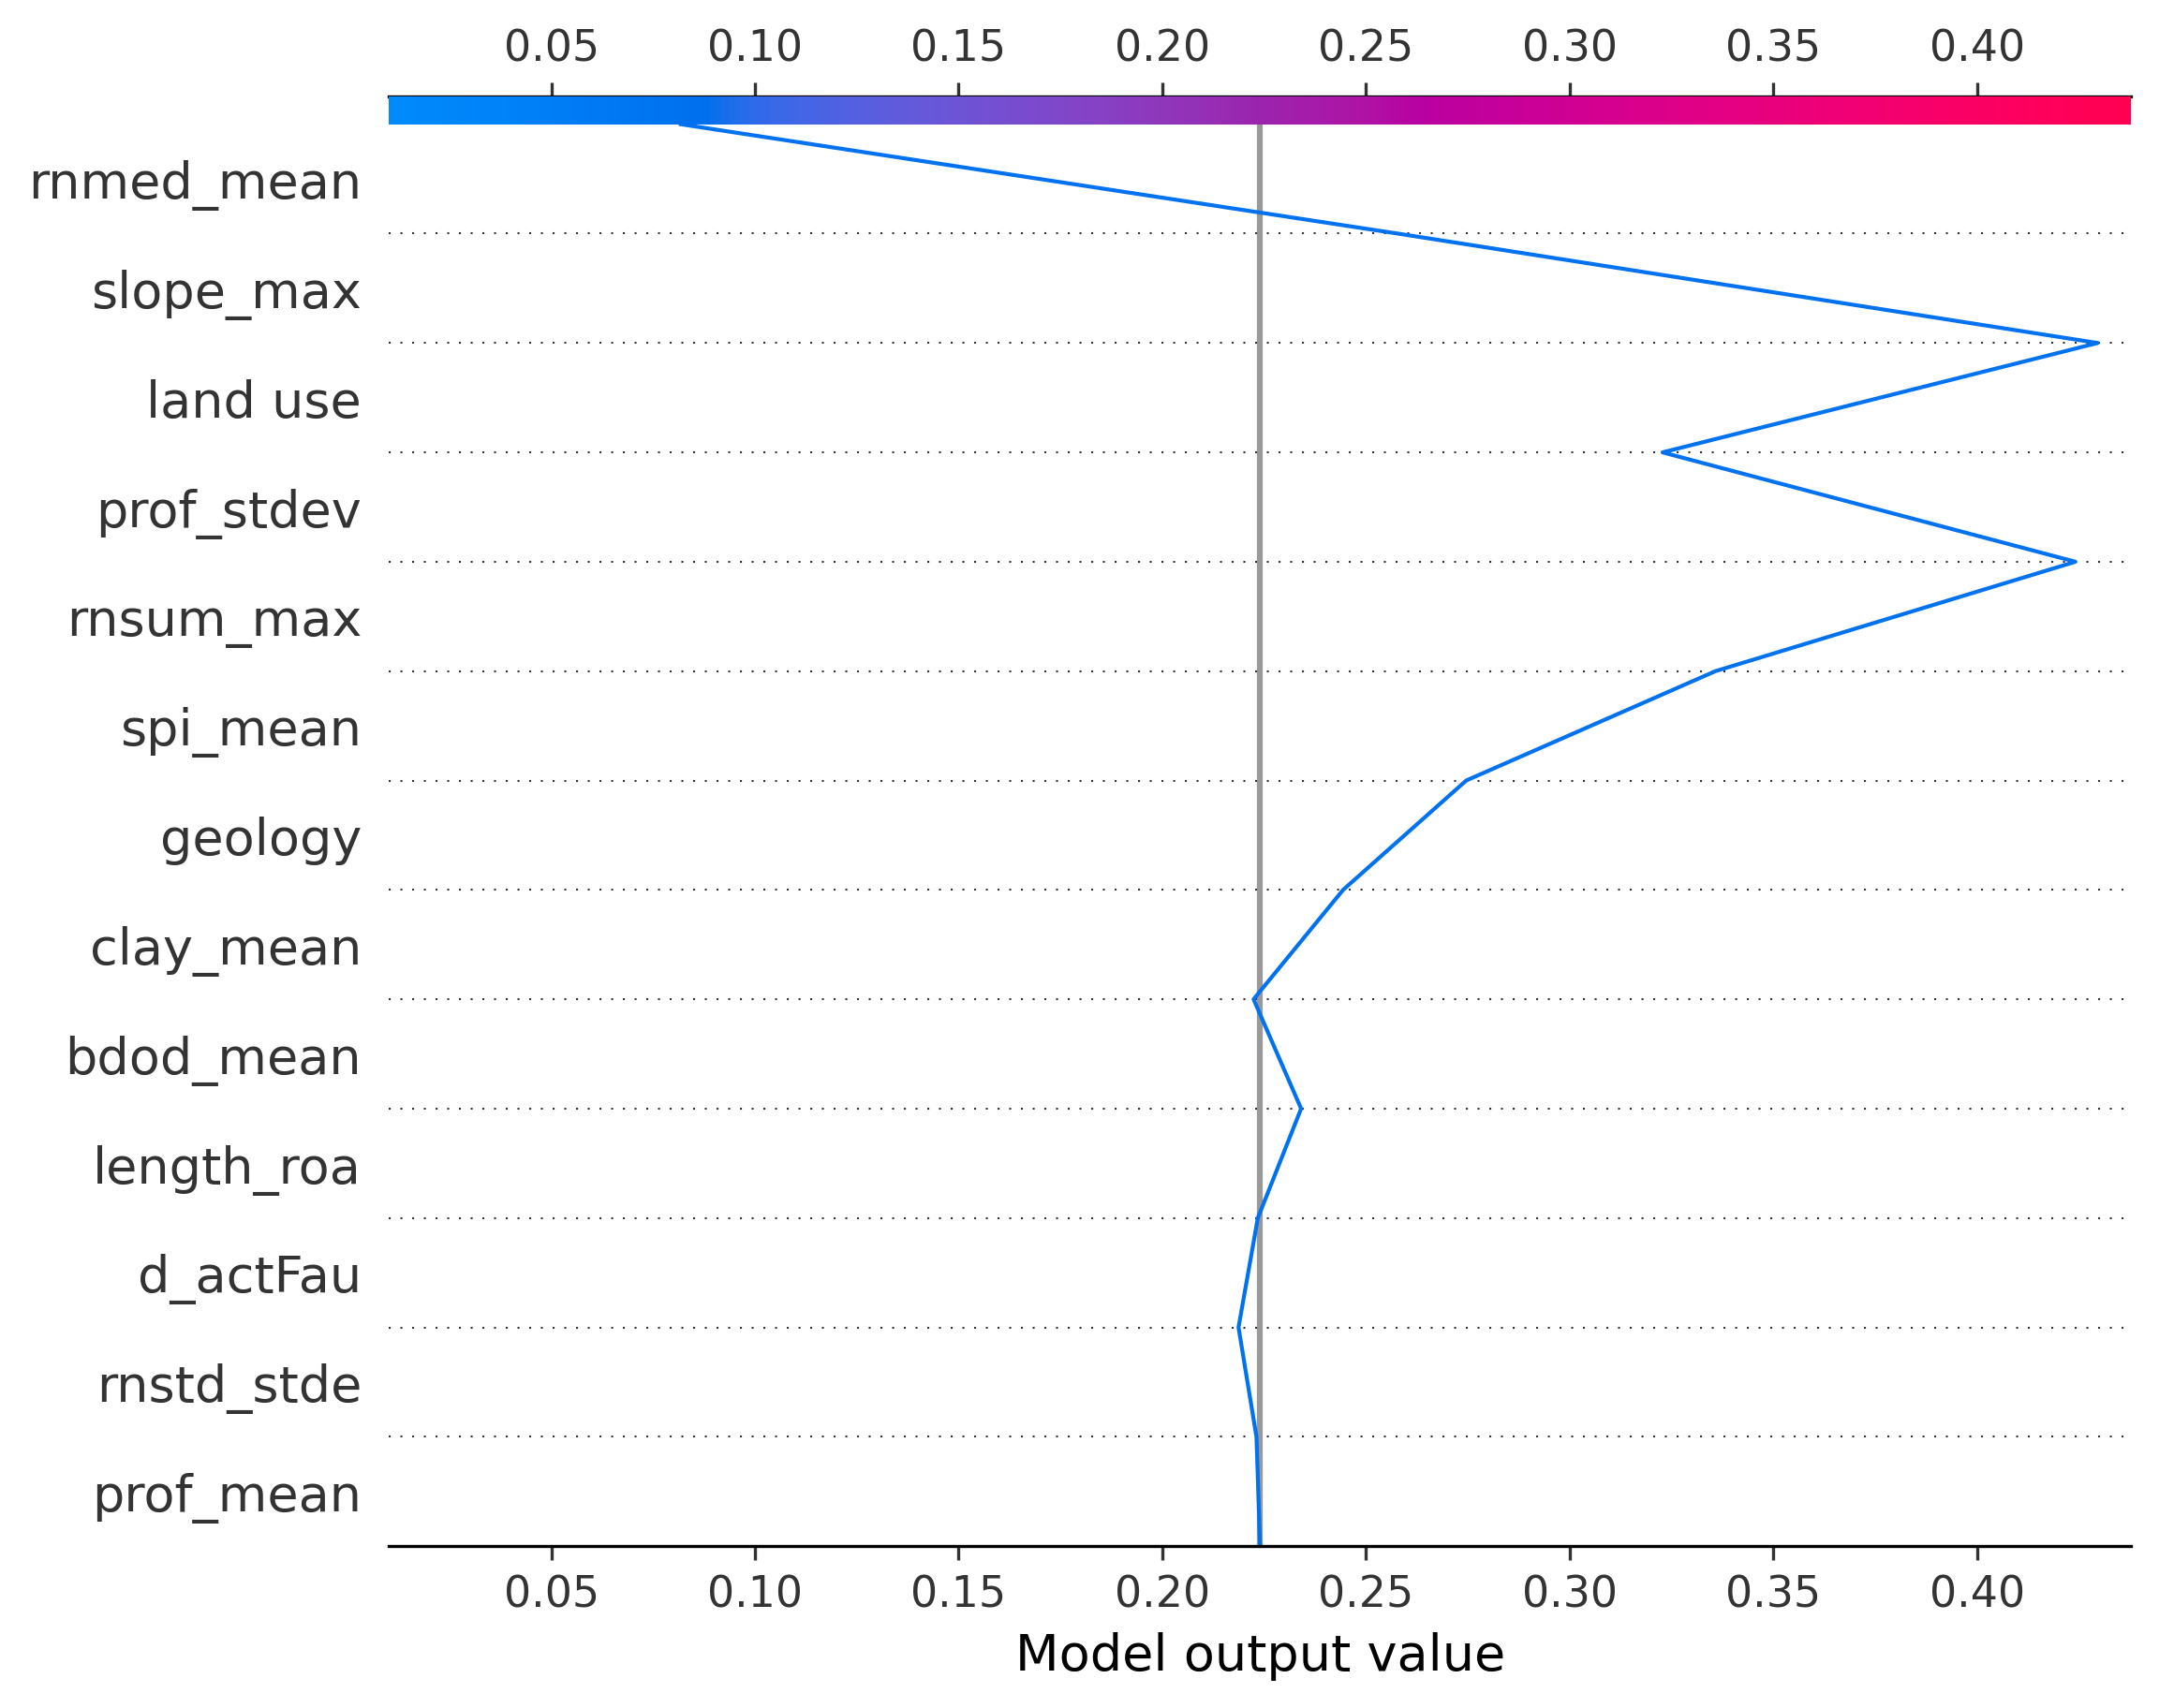 0.05 0.10 0.15 0.20 0.25 0.30 0.35 0.40
rnmed_mean
slope_max
land use
prof_stdev
rnsum_max
spi_mean
geology
clay_mean
bdod_mean
length_roa
d_actFau
rnstd_stde
prof_mean
0.05 0.10 0.15 0.20 0.25 0.30 0.35 0.40
Model output value